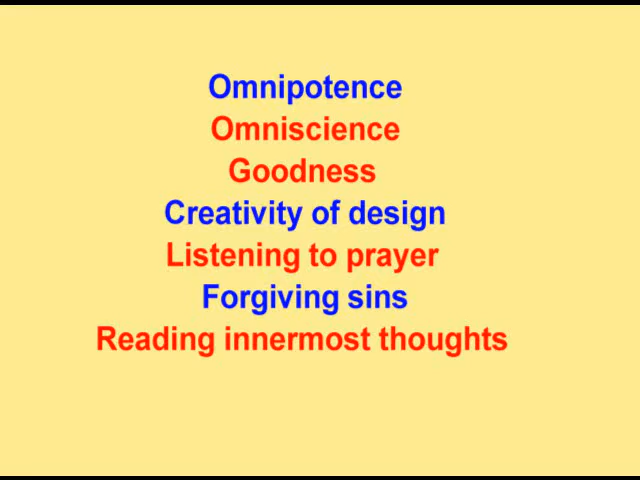 Omnipotence
Omniscience
Goodness
Creativity of design
Listening to prayer
Forgiving sins
Reading innermost thoughts